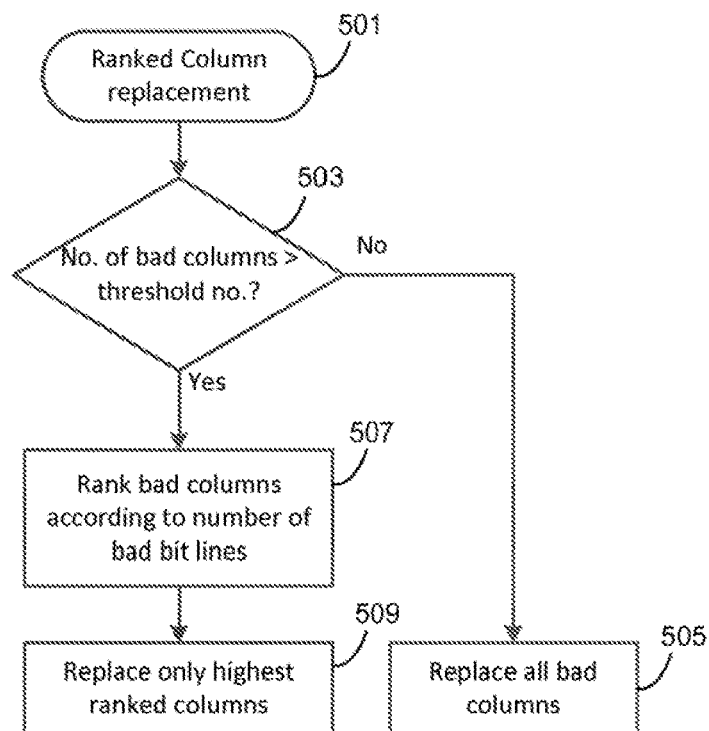 501
Ranked Column
replacement
503
No. of bad columns >
threshold no.?
No
Yes
507
Rank bad columns
according to number of
bad bit lines
509
Replace only highest
ranked columns
505
Replace all bad
columns